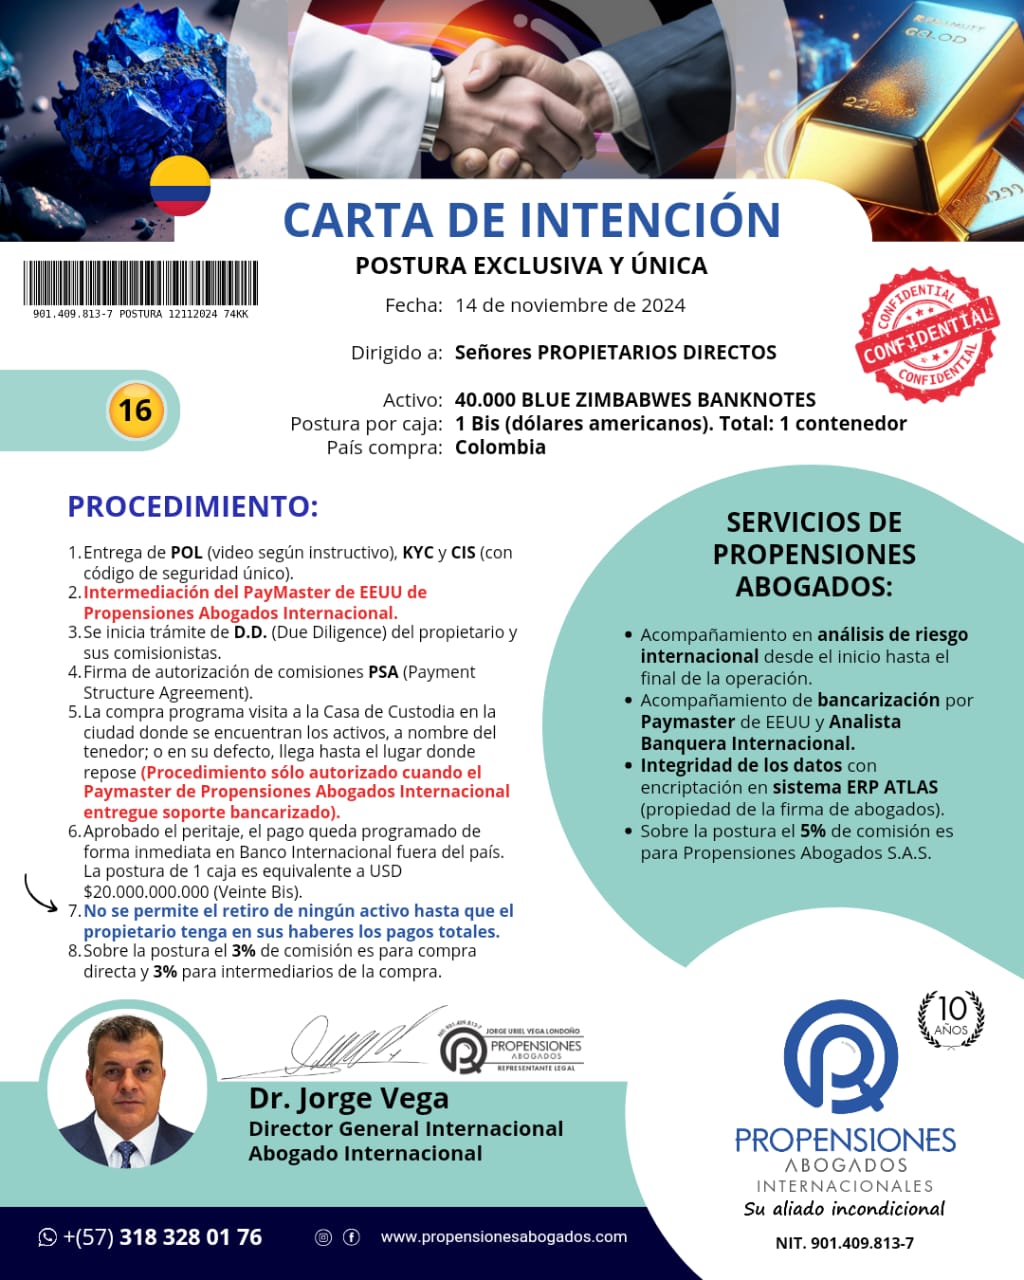 CARTA DE INTENCIÓN
POSTURA EXCLUSIVA Y ÚNICA
901.409.813-7 POSTURA 12112024 74KK
Fecha: 14 de noviembre de 2024
CONFIDENTIAL
CONFIDENTIAL
CONFIDENTIAL
Dirigido a: Señores PROPIETARIOS DIRECTOS
16
Activo: 40.000 BLUE ZIMBABWES BANKNOTES
Postura por caja: 1 Bis (dólares americanos). Total: 1 contenedor
País compra: Colombia
PROCEDIMIENTO:
1. Entrega de POL (video según instructivo), KYC y CIS (con
código de seguridad único).
2. Intermediación del PayMaster de EEUU de
Propensiones Abogados Internacional.
3. Se inicia trámite de D.D. (Due Diligence) del propietario y
sus comisionistas.
4. Firma de autorización de comisiones PSA (Payment
Structure Agreement).
5. La compra programa visita a la Casa de Custodia en la
ciudad donde se encuentran los activos, a nombre del
tenedor; o en su defecto, llega hasta el lugar donde
repose (Procedimiento sólo autorizado cuando el
Paymaster de Propensiones Abogados Internacional
entregue soporte bancarizado).
6. Aprobado el peritaje, el pago queda programado de
forma inmediata en Banco Internacional fuera del país.
La postura de 1 caja es equivalente a USD
$20.000.000.000 (Veinte Bis).
7. No se permite el retiro de ningún activo hasta que el
propietario tenga en sus haberes los pagos totales.
8. Sobre la postura el 3% de comisión es para compra
directa y 3% para intermediarios de la compra.
SERVICIOS DE
PROPENSIONES
ABOGADOS:
• Acompañamiento en análisis de riesgo
internacional desde el inicio hasta el
final de la operación.
• Acompañamiento de bancarización por
Paymaster de EEUU y Analista
Banquera Internacional.
• Integridad de los datos con
encriptación en sistema ERP ATLAS
(propiedad de la firma de abogados).
• Sobre la postura el 5% de comisión es
para Propensiones Abogados S.A.S.
NIT. 901.409.813-7
JORGE URIEL VEGA LONDOÑO
PROPENSIONES
ABOGADOS
REPRESENTANTE LEGAL
Dr. Jorge Vega
Director General Internacional
Abogado Internacional
10
AÑOS
PROPENSIONES
ABOGADOS
INTERNACIONALES
Su aliado incondicional
NIT. 901.409.813-7
+(57) 318 328 01 76
www.propensionesabogados.com